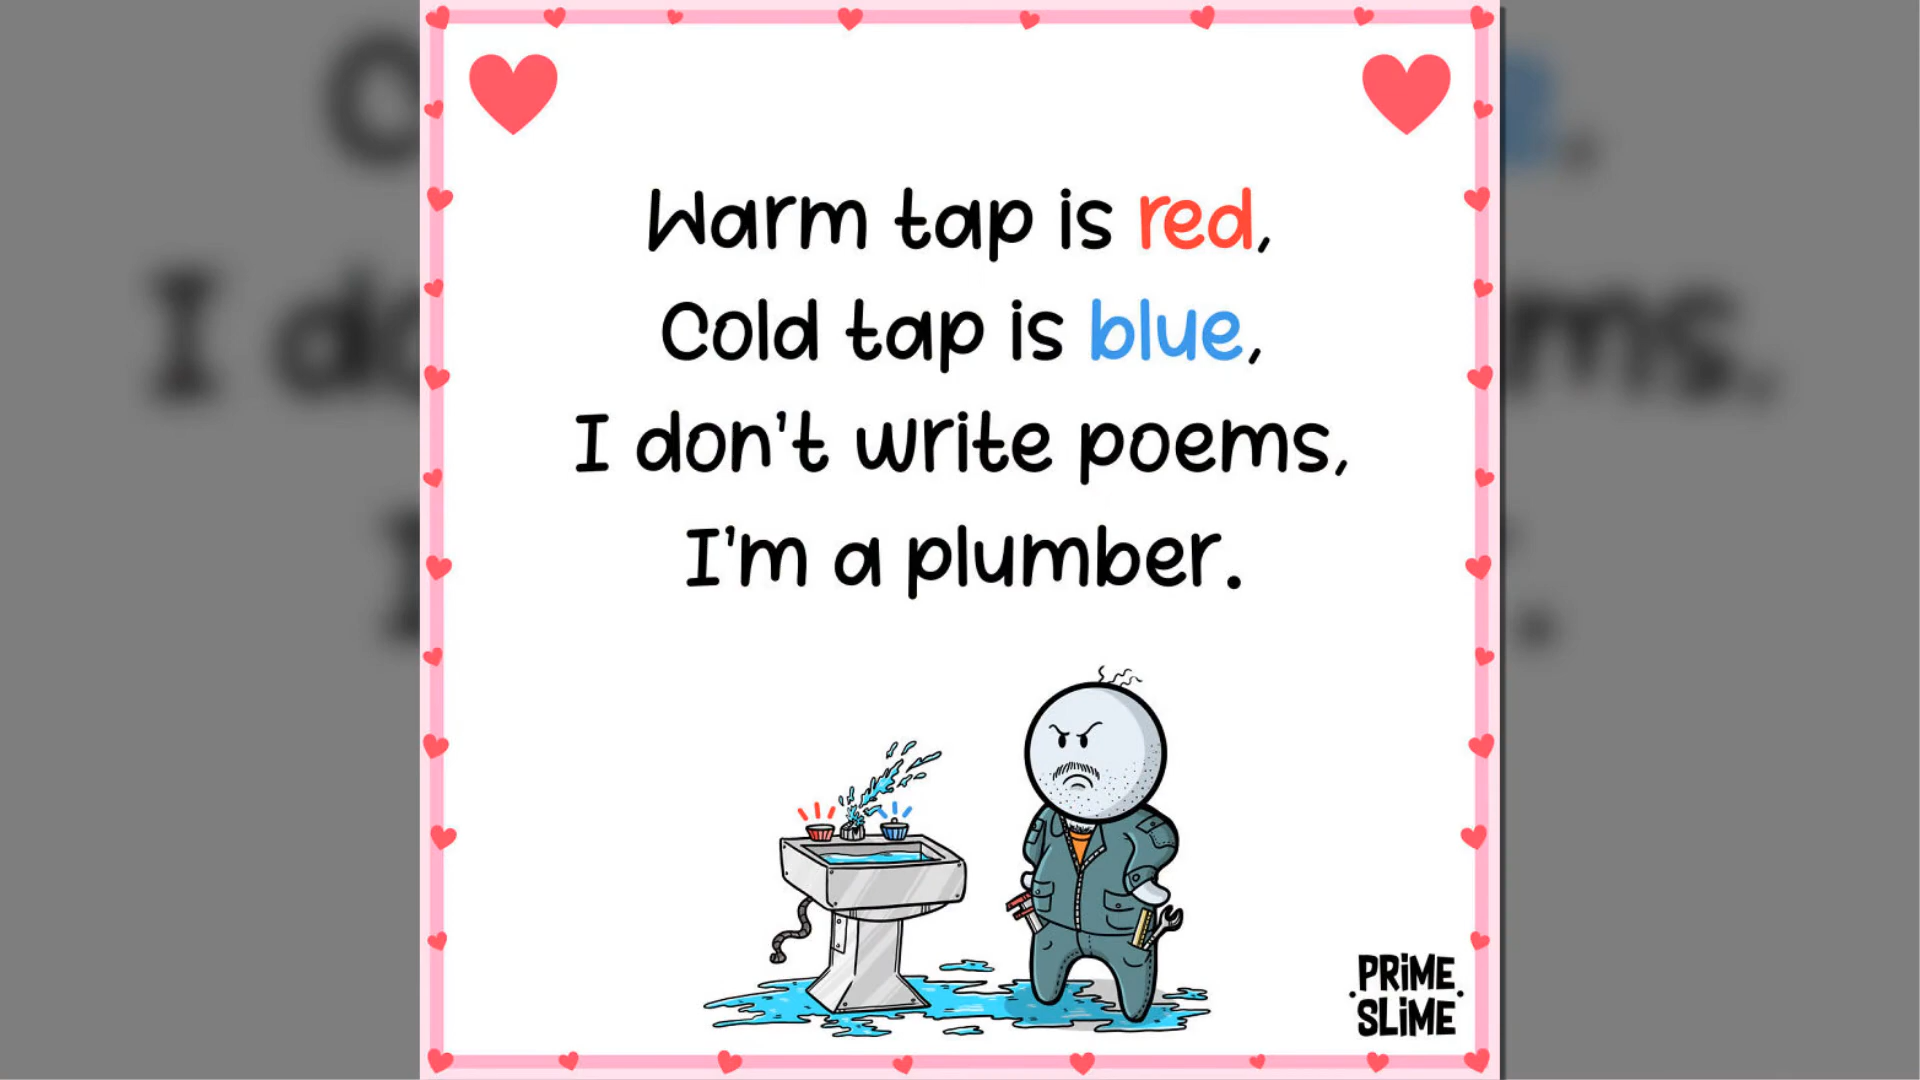 Warm tap is red,
Cold tap is blue,
I don't write poems,
I'm a plumber.
PRiME
SLiME